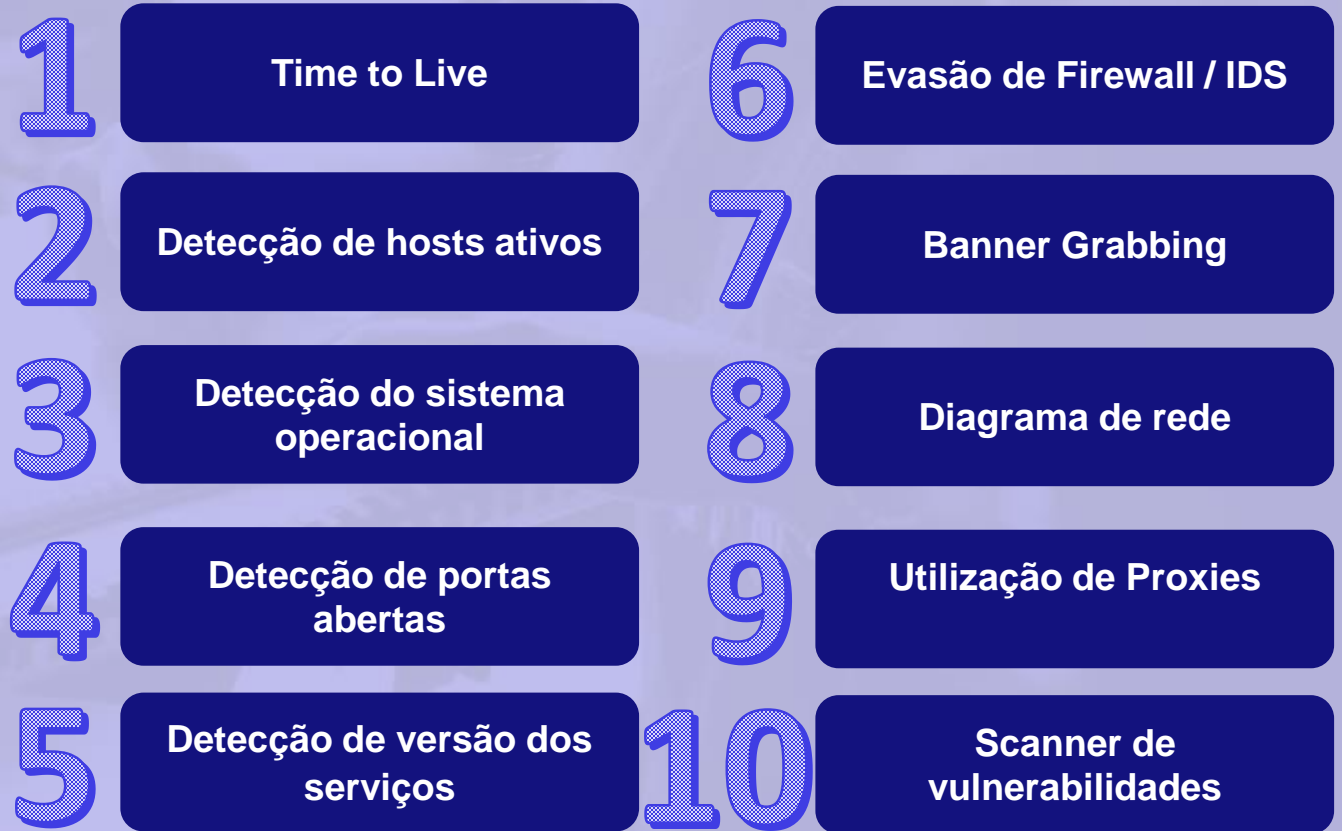 1
Time to Live
2
Detecção de hosts ativos
3
Detecção do sistema
operacional
4
Detecção de portas
abertas
5
Detecção de versão dos
serviços
6
Evasão de Firewall / IDS
7
Banner Grabbing
8
Diagrama de rede
9
Utilização de Proxies
10
Scanner de
vulnerabilidades